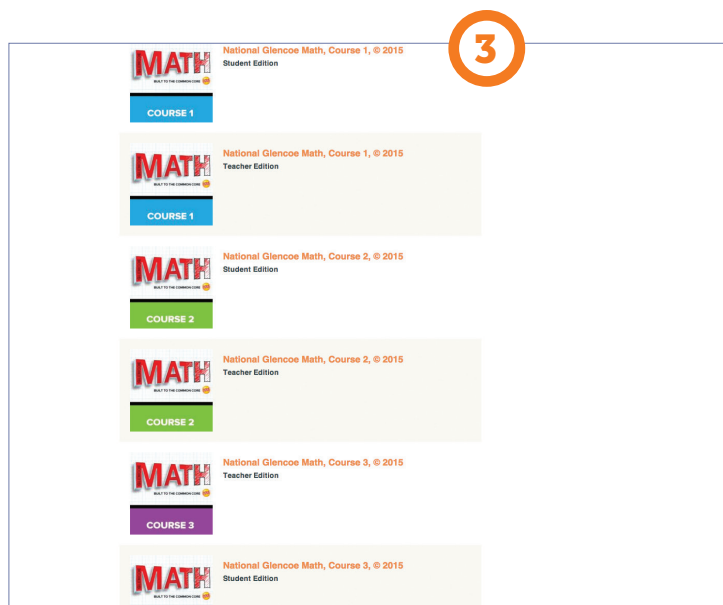 3
National Glencoe Math, Course 1, © 2015
Student Edition
MATH
BUILT TO THE COMMON CORE
COURSE 1
National Glencoe Math, Course 1, © 2015
Teacher Edition
MATH
BUILT TO THE COMMON CORE
COURSE 1
National Glencoe Math, Course 2, © 2015
Student Edition
MATH
BUILT TO THE COMMON CORE
COURSE 2
National Glencoe Math, Course 2, © 2015
Teacher Edition
MATH
BUILT TO THE COMMON CORE
COURSE 2
National Glencoe Math, Course 3, © 2015
Teacher Edition
MATH
BUILT TO THE COMMON CORE
COURSE 3
National Glencoe Math, Course 3, © 2015
Student Edition
MATH
BUILT TO THE COMMON CORE